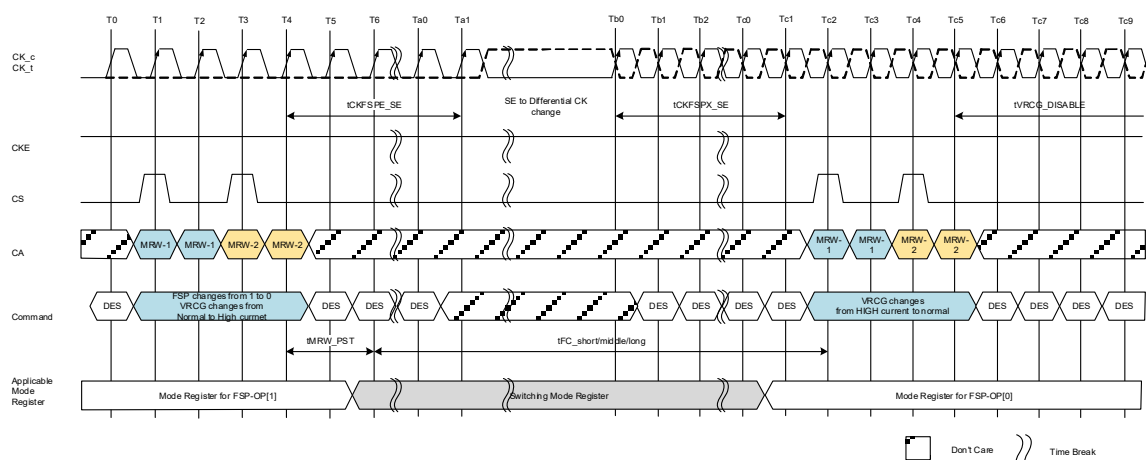 T0 T1 T2 T3 T4 T5 T6 Ta0 Ta1 Tb0 Tb1 Tb2 Tc0 Tc1 Tc2 Tc3 Tc4 Tc5 Tc6 Tc7 Tc8 Tc9
CK_c
CK_t
tCKFSPE_SE
SE to Differential CK
change
tCKFSPX_SE
tVRCG_DISABLE
CKE
CS
CA
MRW-1 MRW-1 MRW-2 MRW-2
MRW-
1
MRW-
1
MRW-
2
MRW-
2
Command
DES
FSP changes from 1 to 0
VRCG changes from
Normal to High curmet
DES DES DES DES DES DES DES
VRCG changes
from HIGH current to normal
DES DES DES DES
tMRW_PST
tFC_short/middle/long
Applicable
Mode
Register
Mode Register for FSP-OP[1]
Switching Mode Register
Mode Register for FSP-OP[0]
Don't Care
Time Break